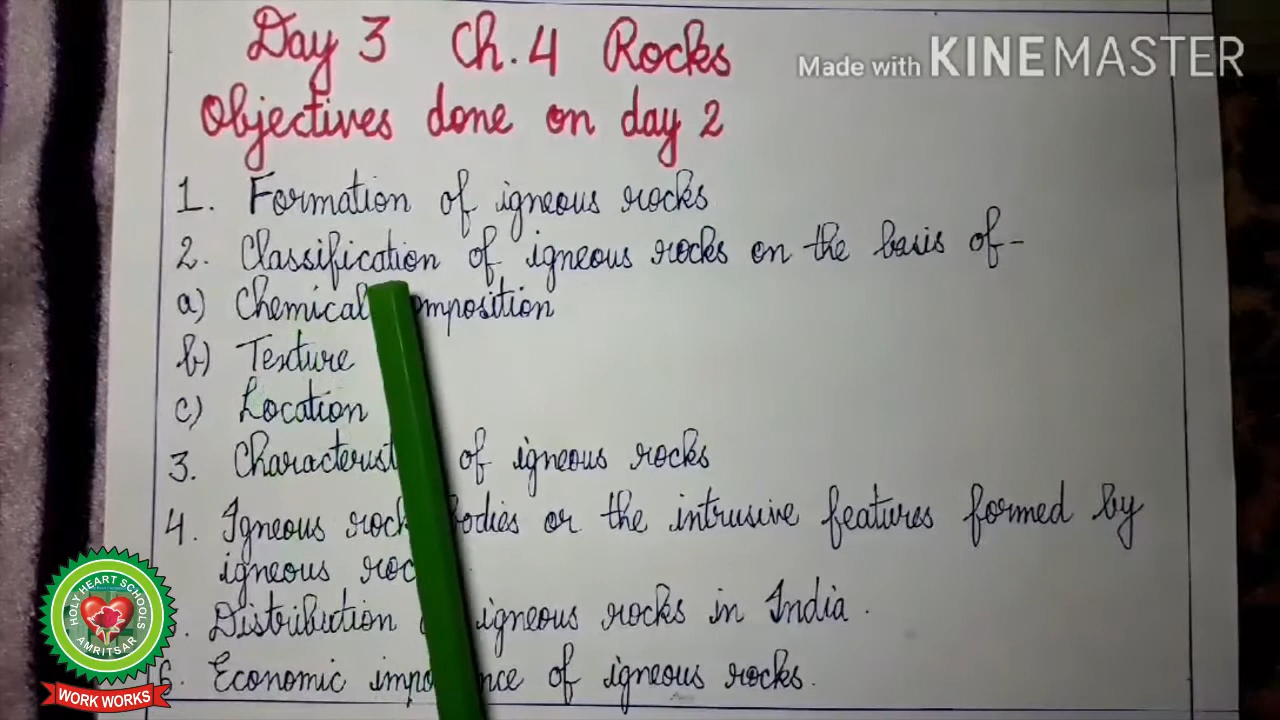 Day 3 Ch. 4 Rocks
Made with KINEMASTER
Objectives done on day 2
1. Formation of igneous rocks
2. Classification of igneous rocks on the basis of-
a) Chemical
b) Texture
c) Location
3. of igneous rocks
4. Igneous or the intrusive features formed by
igneous
Distribution igneous rocks in India.
6. Economic of igneous rocks.
HOLY HEART SCHOOLS
AMRITSAR
WORK WORKS